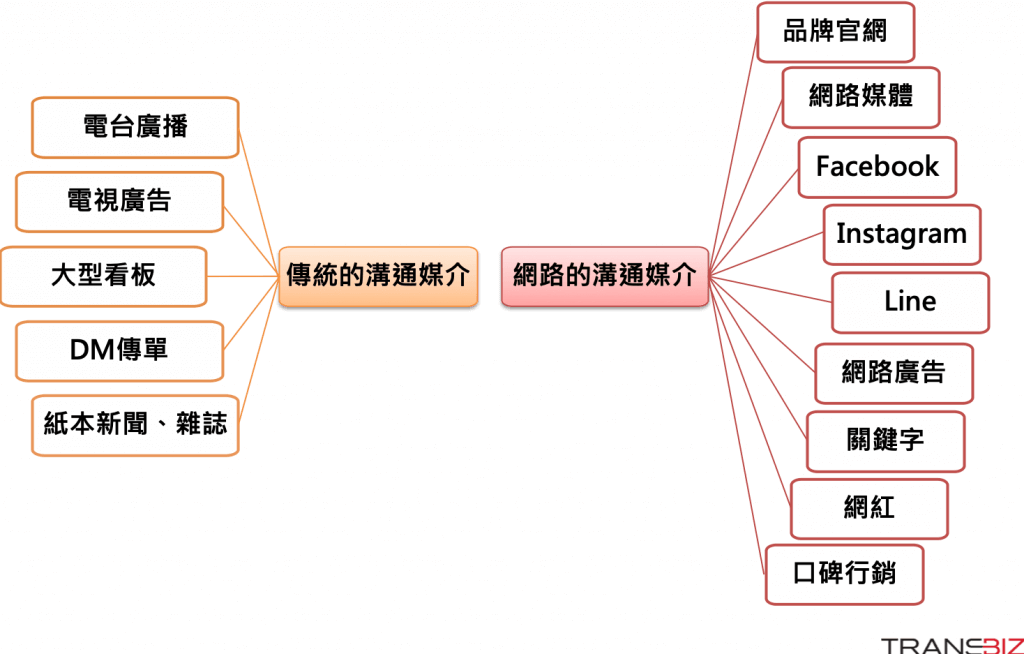 傳統的溝通媒介
電台廣播
電視廣告
大型看板
DM傳單
紙本新聞、雜誌
網路的溝通媒介
品牌官網
網路媒體
Facebook
Instagram
Line
網路廣告
關鍵字
網紅
口碑行銷
TRANSBIZ